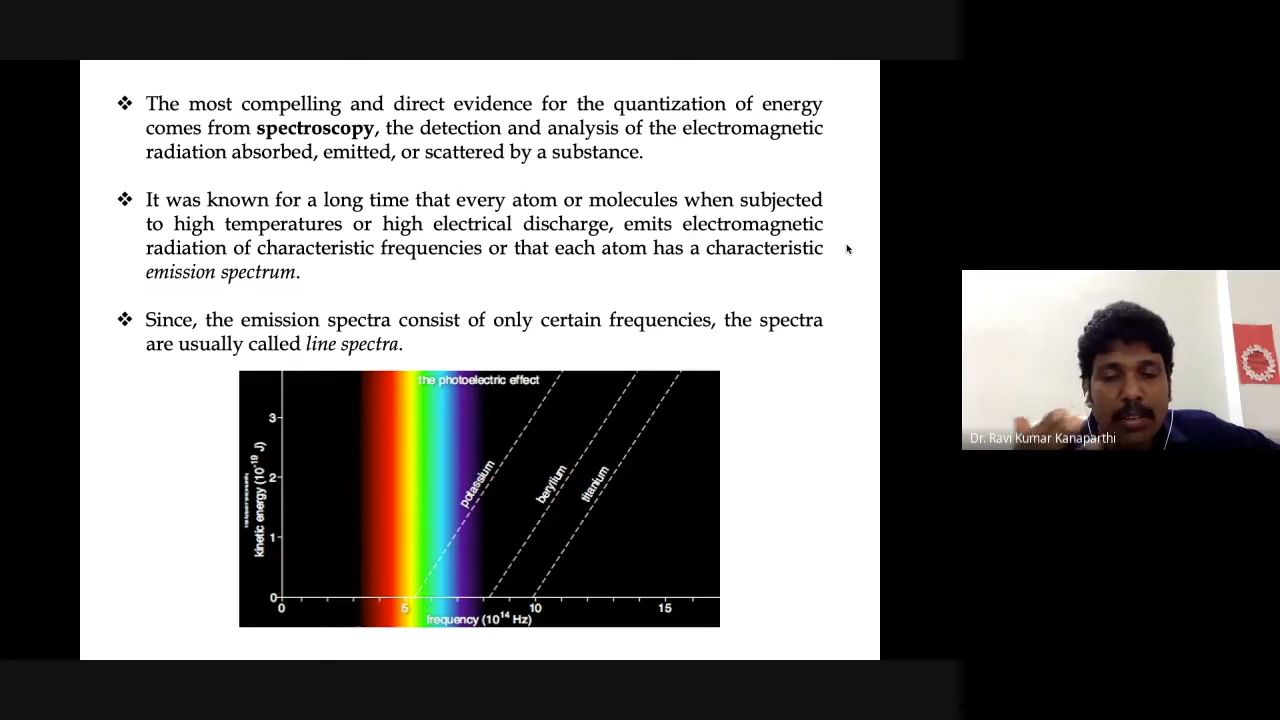 ❖ The most compelling and direct evidence for the quantization of energy
comes from spectroscopy, the detection and analysis of the electromagnetic
radiation absorbed, emitted, or scattered by a substance.
❖ It was known for a long time that every atom or molecules when subjected
to high temperatures or high electrical discharge, emits electromagnetic
radiation of characteristic frequencies or that each atom has a characteristic
emission spectrum.
❖ Since, the emission spectra consist of only certain frequencies, the spectra
are usually called line spectra.
the photoelectric effect
kinetic energy (10⁻¹⁹ J)
3
2
1
0
potassium
berylium
titanium
0
5
10
15
frequency (10¹⁴ Hz)
Dr. Ravi Kumar Kanaparthi